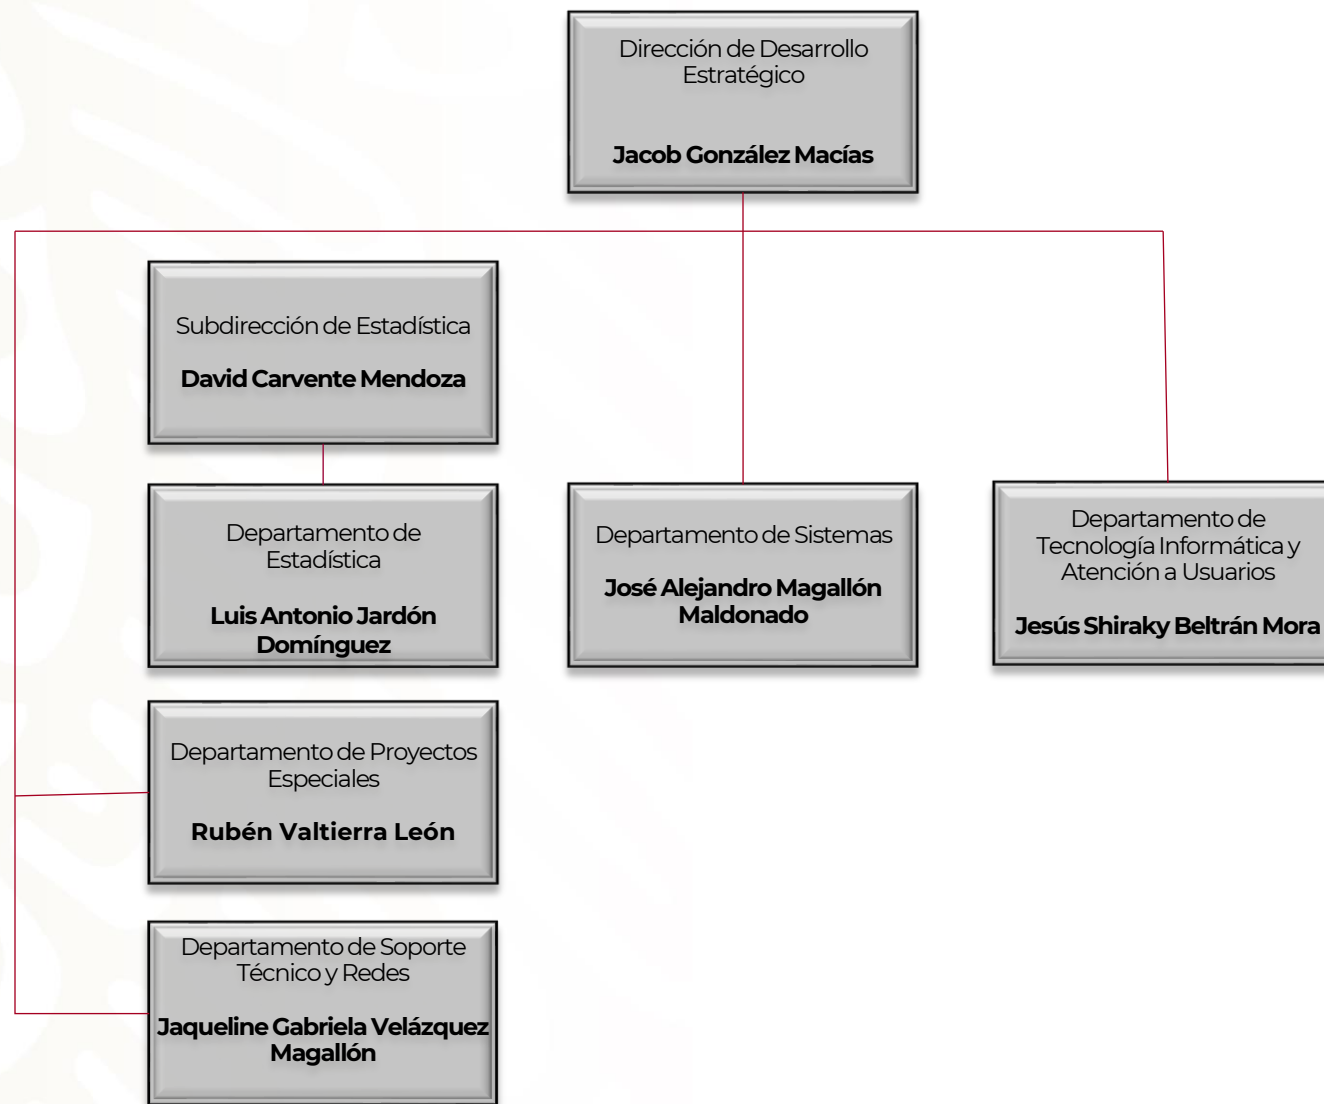 Dirección de Desarrollo
Estratégico
Jacob González Macías
Subdirección de Estadística
David Carvente Mendoza
Departamento de
Estadística
Luis Antonio Jardón
Domínguez
Departamento de Sistemas
José Alejandro Magallón
Maldonado
Departamento de
Tecnología Informática y
Atención a Usuarios
Jesús Shiraky Beltrán Mora
Departamento de Proyectos
Especiales
Rubén Valtierra León
Departamento de Soporte
Técnico y Redes
Jaqueline Gabriela Velázquez
Magallón